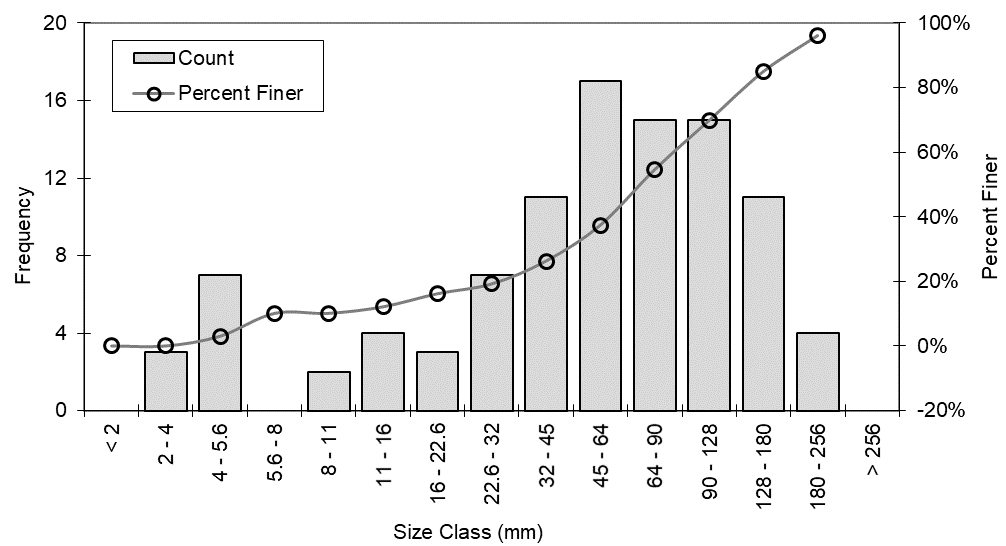 20
16
12
8
4
0
Frequency
Count
Percent Finer
100%
80%
60%
40%
20%
0%
-20%
Percent Finer
< 2
2 - 4
4 - 5.6
5.6 - 8
8 - 11
11 - 16
16 - 22.6
22.6 - 32
32 - 45
45 - 64
64 - 90
90 - 128
128 - 180
180 - 256
> 256
Size Class (mm)